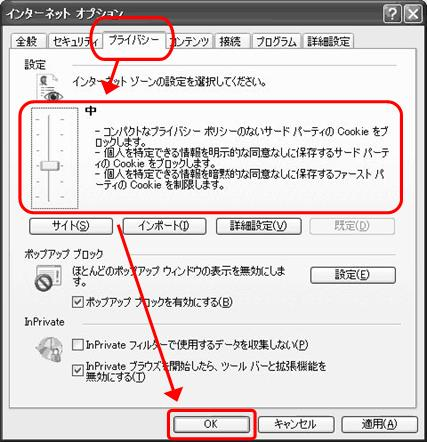 インターネット オプション
全般 セキュリティ プライバシー コンテンツ 接続 プログラム 詳細設定
設定
インターネット ゾーンの設定を選択してください。
中
- コンパクトなプライバシー ポリシーのないサード パーティの Cookie をブ
ロックします。
- 個人を特定できる情報を明示的な同意なしに保存するサード パーテ
ィの Cookie をブロックします。
- 個人を特定できる情報を暗黙的な同意なしに保存するファースト パ
ーティの Cookie を制限します。
サイト(S) インポート(I) 詳細設定(V) 既定(D)
ポップアップ ブロック
ほとんどのポップアップ ウィンドウの表示を無効にしま
す。
設定(E)
ポップアップ ブロックを有効にする(B)
InPrivate
InPrivate フィルターで使用するデータを収集しない(P)
InPrivate ブラウズを開始したら、ツール バーと拡張機能を
無効にする(T)
OK キャンセル 適用(A)